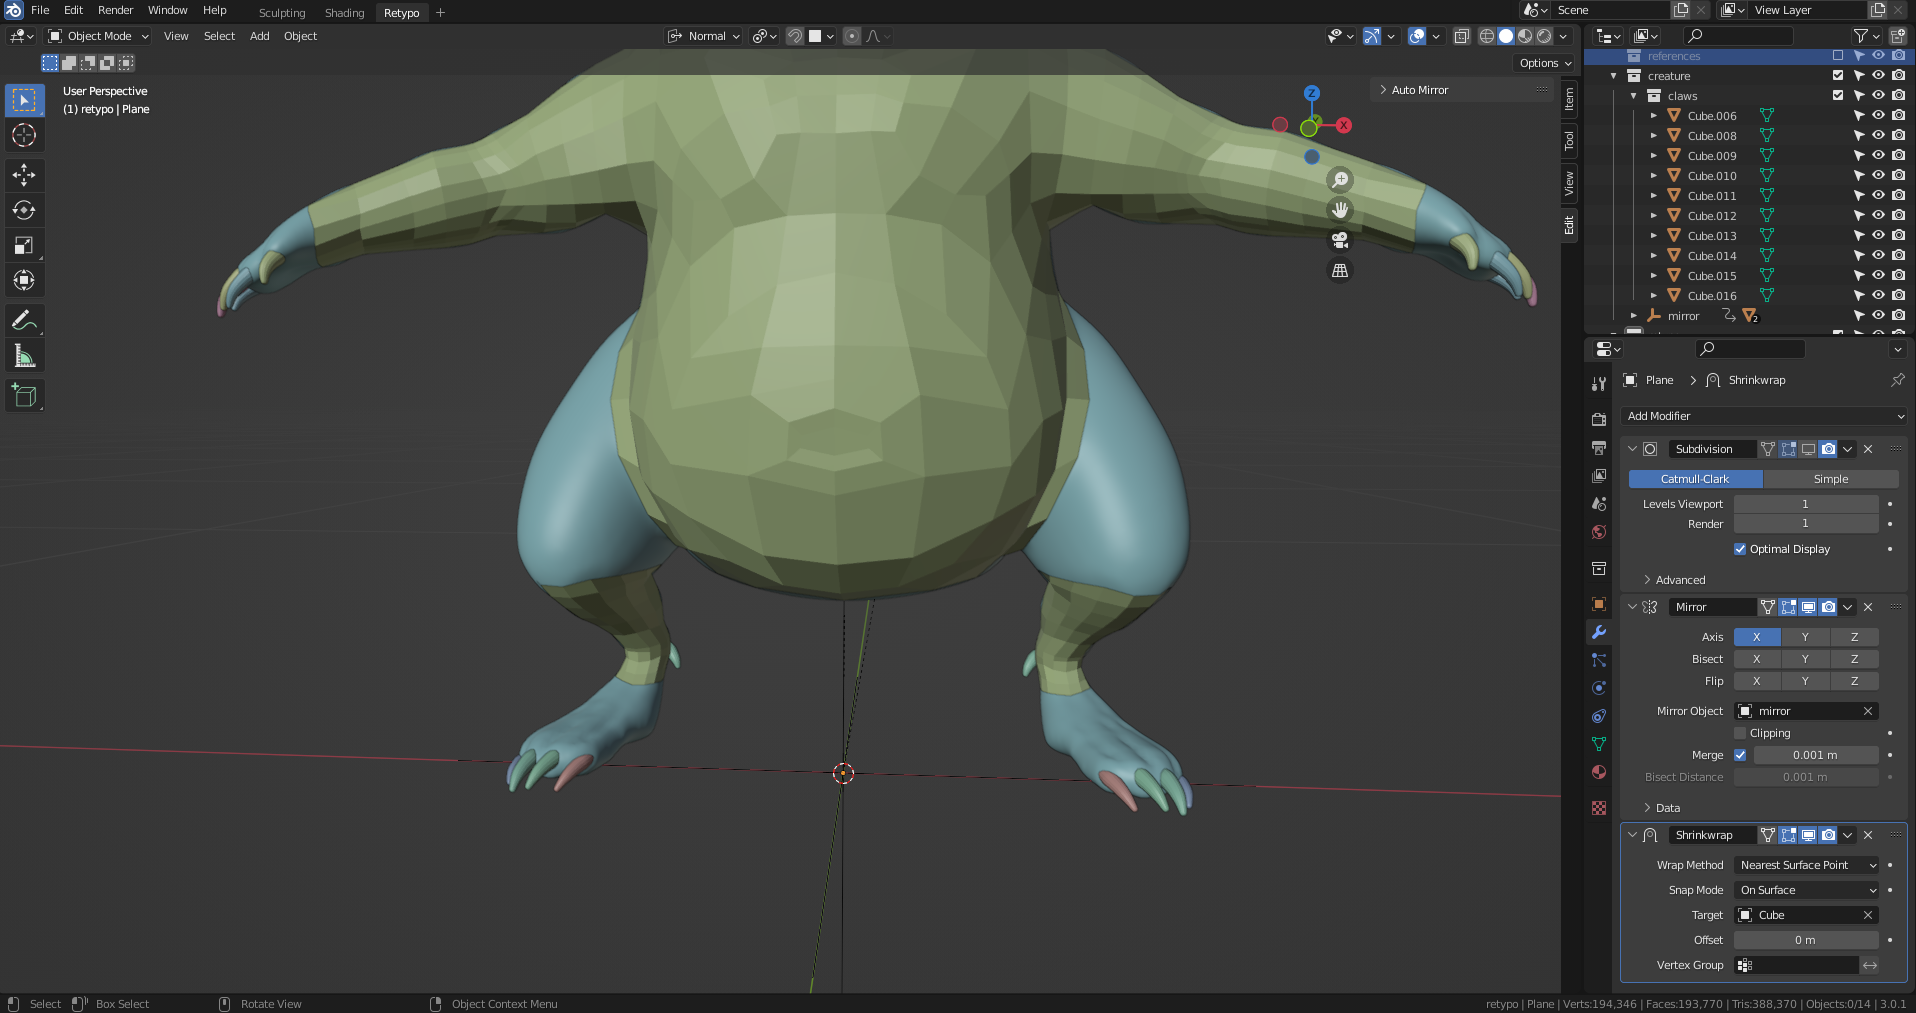 File Edit Render Window Help Sculpting Shading Retypo
Scene
View Layer
Object Mode View Select Add Object
Normal
Options
User Perspective
(1) retypo | Plane
Auto Mirror
Z
X
Item
Tool
View
Edit
references
creature
claws
Cube.006
Cube.008
Cube.009
Cube.010
Cube.011
Cube.012
Cube.013
Cube.014
Cube.015
Cube.016
mirror 2
Plane Shrinkwrap
Add Modifier
Subdivision
Catmull-Clark Simple
Levels Viewport 1
Render 1
Optimal Display
Advanced
Mirror
Axis X Y Z
Bisect X Y Z
Flip X Y Z
Mirror Object mirror
Clipping
Merge 0.001 m
Bisect Distance 0.001 m
Data
Shrinkwrap
Wrap Method Nearest Surface Point
Snap Mode On Surface
Target Cube
Offset 0 m
Vertex Group
Select Box Select Rotate View Object Context Menu
retypo | Plane | Verts:194,346 | Faces:193,770 | Tris:388,370 | Objects:0/14 | 3.0.1